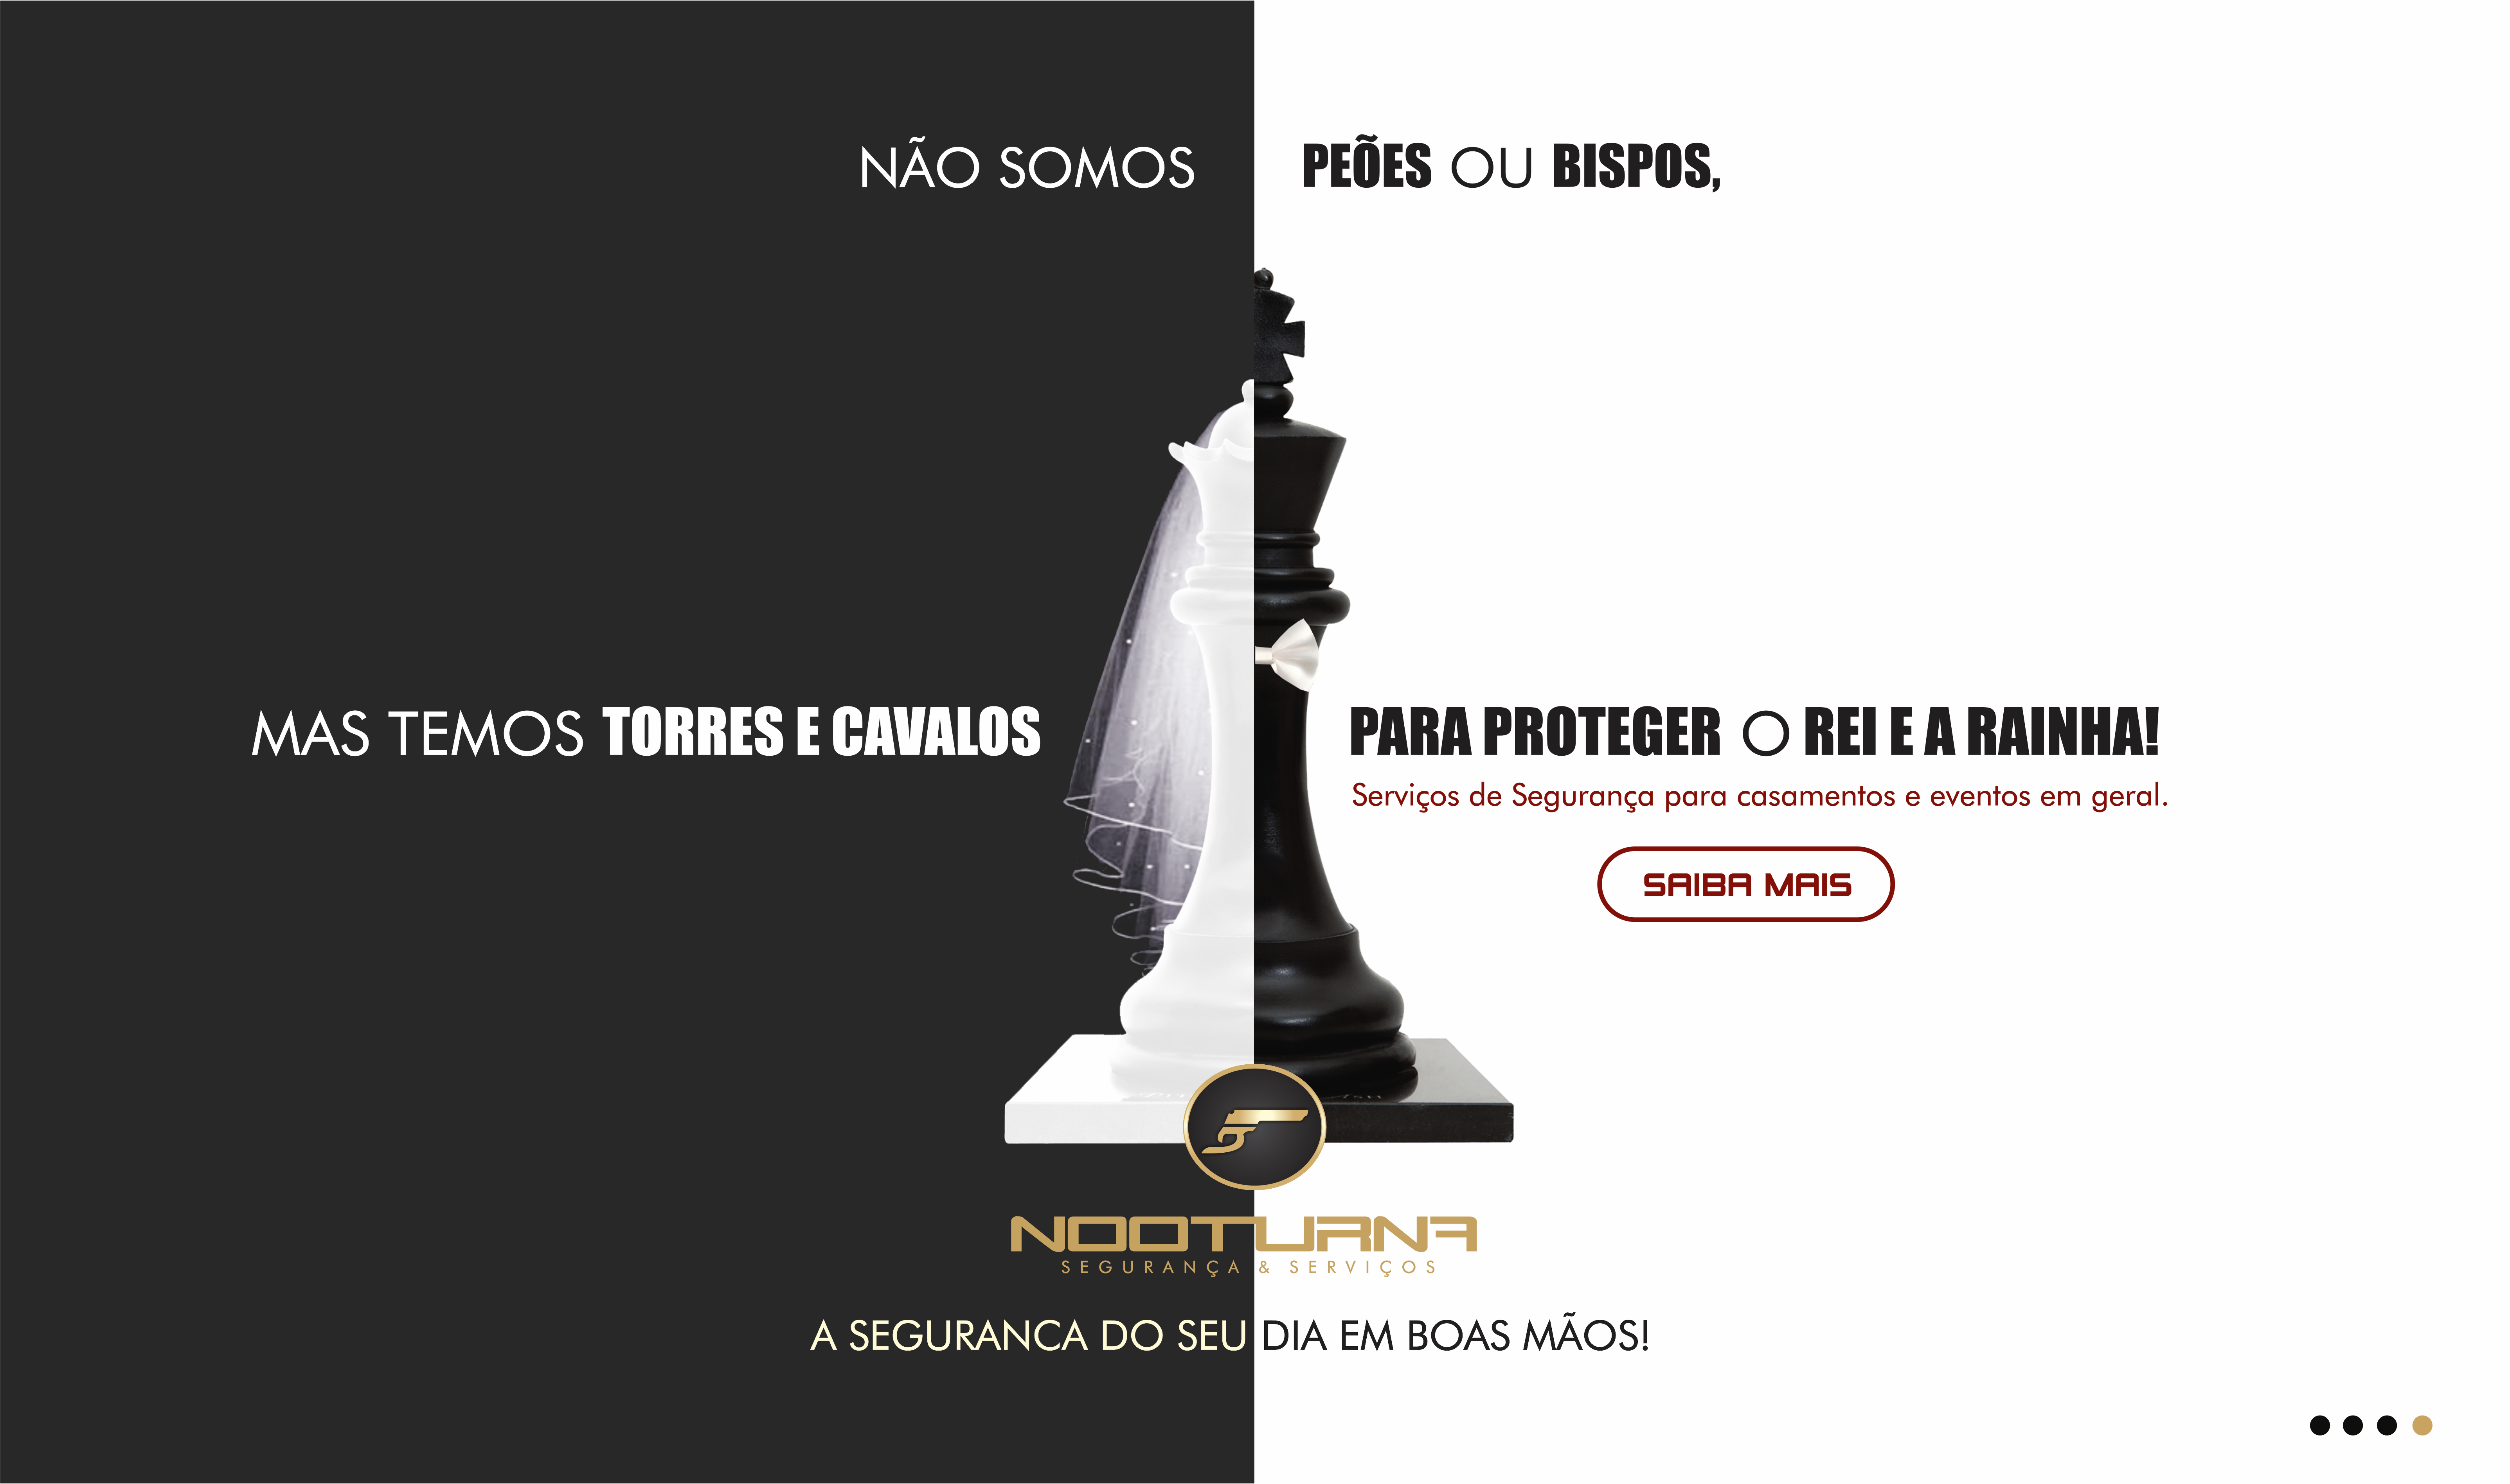 NÃO SOMOS PEÕES OU BISPOS,
MAS TEMOS TORRES E CAVALOS PARA PROTEGER O REI E A RAINHA!
Serviços de Segurança para casamentos e eventos em geral.
SAIBA MAIS
NOOTURNA
SEGURANÇA & SERVIÇOS
A SEGURANCA DO SEU DIA EM BOAS MÃOS!